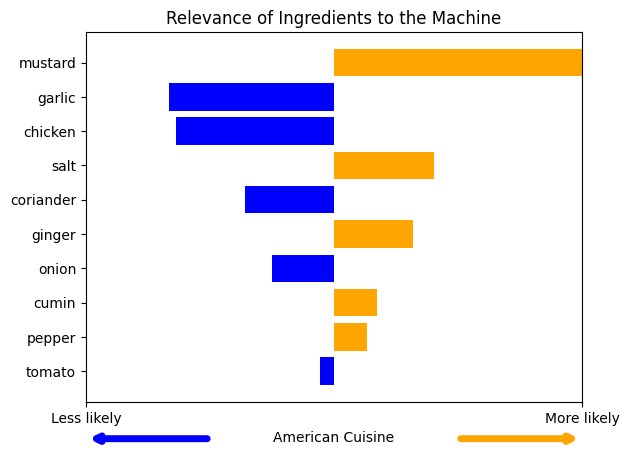 Relevance of Ingredients to the Machine
mustard
garlic
chicken
salt
coriander
ginger
onion
cumin
pepper
tomato
Less likely
More likely
American Cuisine